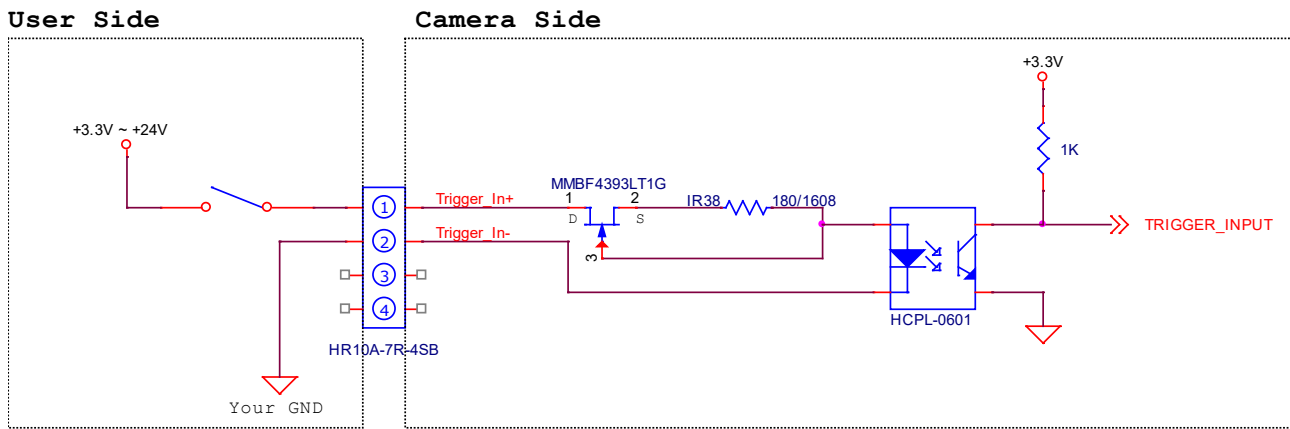 User Side
Camera Side
+3.3V
+3.3V ~ +24V
1K
MMBF4393LT1G
1
2
IR38
180/1608
D
S
1
Trigger_In+
TRIGGER_INPUT
2
Trigger_In-
3
3
4
HCPL-0601
HR10A-7R-4SB
Your GND